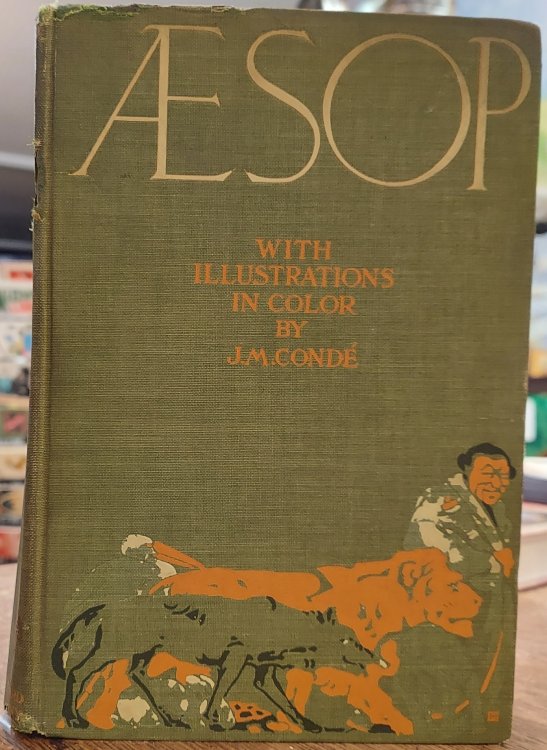 ÆSOP
WITH
ILLUSTRATIONS
IN COLOR
BY
J.M.CONDÉ